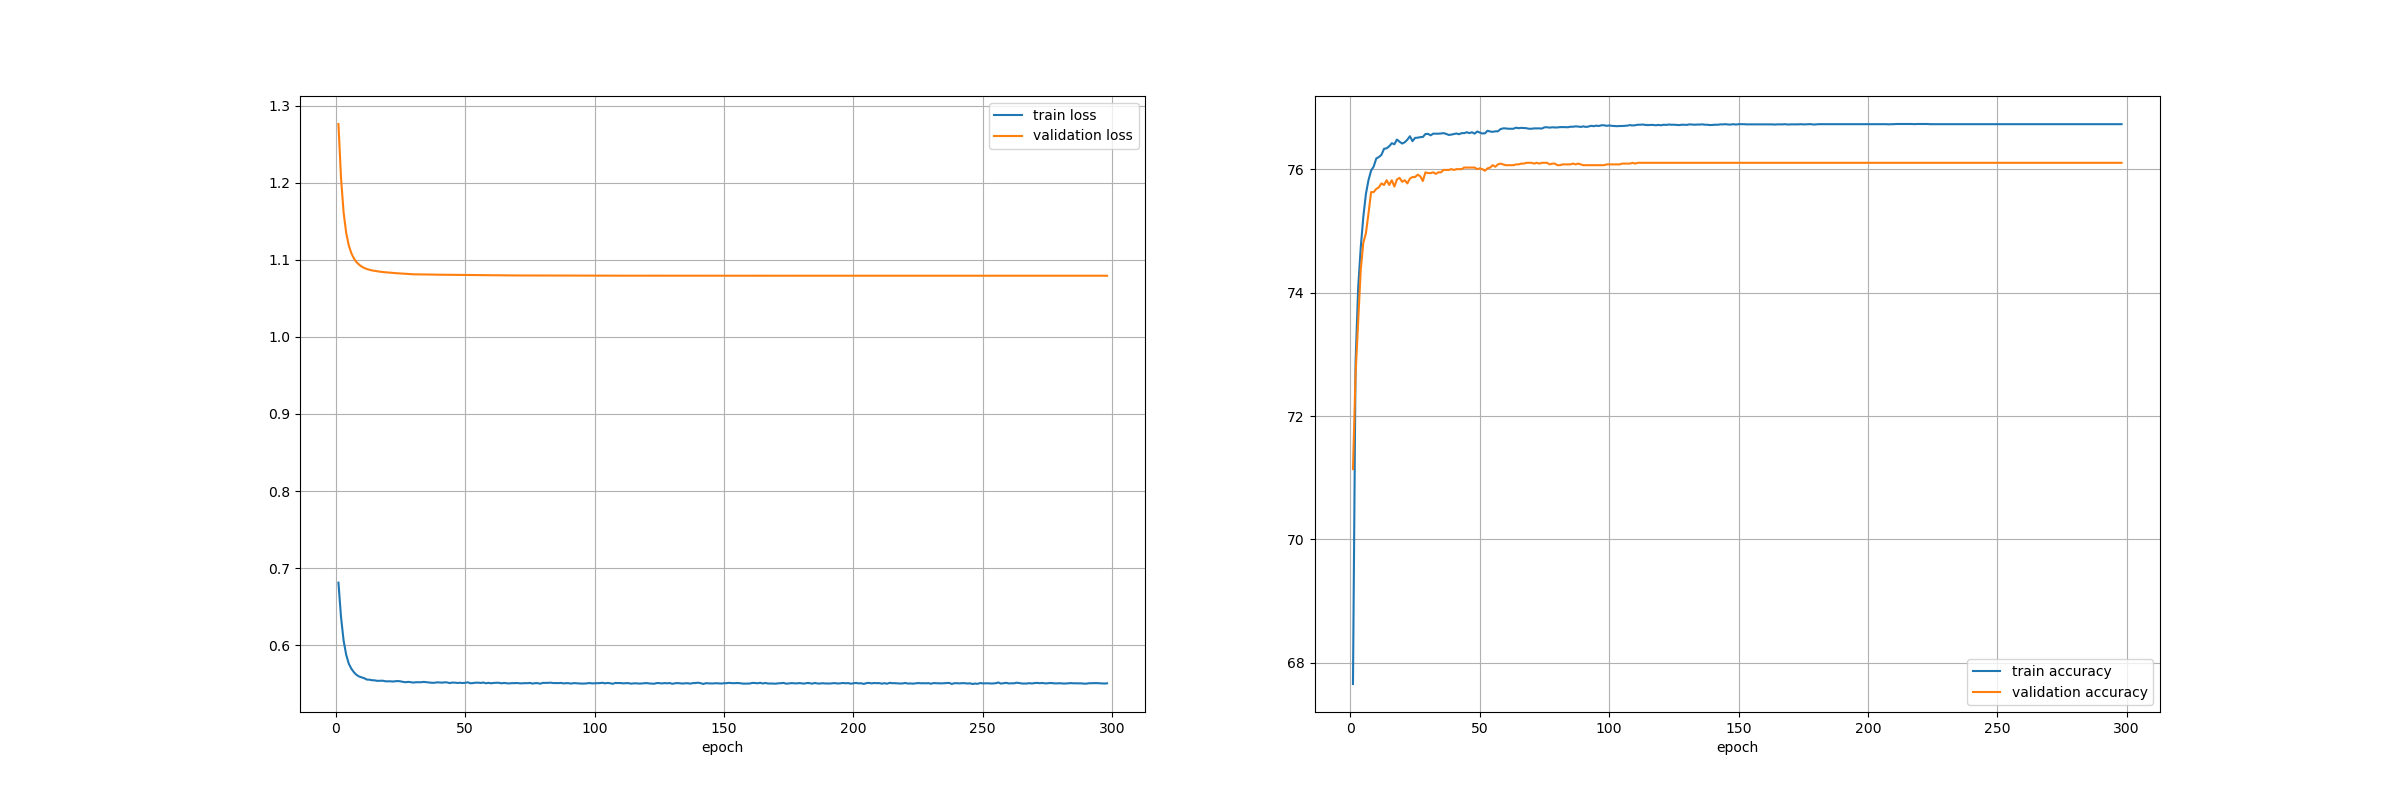 1.3
1.2
1.1
1.0
0.9
0.8
0.7
0.6
0 50 100 150 200 250 300
epoch
train loss
validation loss
76
74
72
70
68
0 50 100 150 200 250 300
epoch
train accuracy
validation accuracy